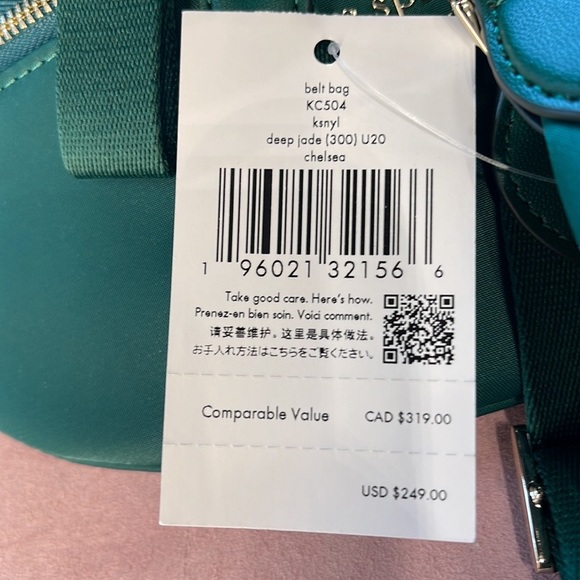 belt bag
KC504
ksnyl
deep jade (300) U20
chelsea
1 96021 32156 6
Take good care. Here's how.
Prenez-en bien soin. Voici comment.
请妥善维护。这里是具体做法。
お手入れ方法はこちらをご覧ください。
Comparable Value CAD $319.00
USD $249.00